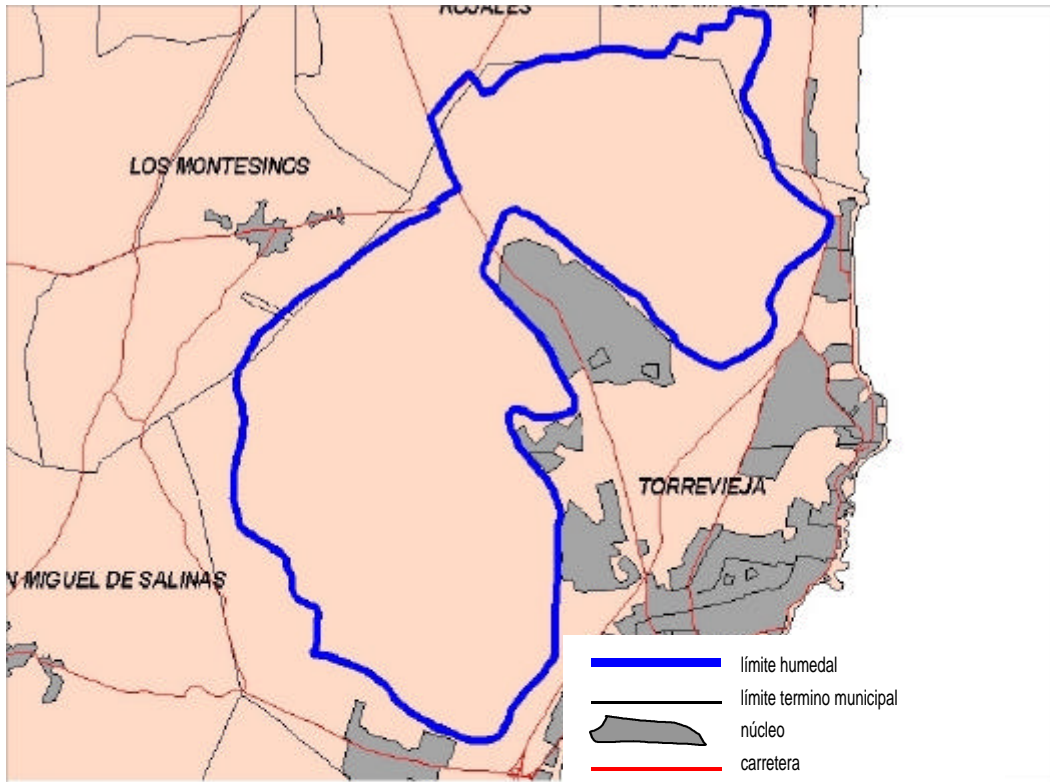 ROJALES
LOS MONTESINOS
TORREVIEJA
N MIGUEL DE SALINAS
límite humedal
límite termino municipal
núcleo
carretera